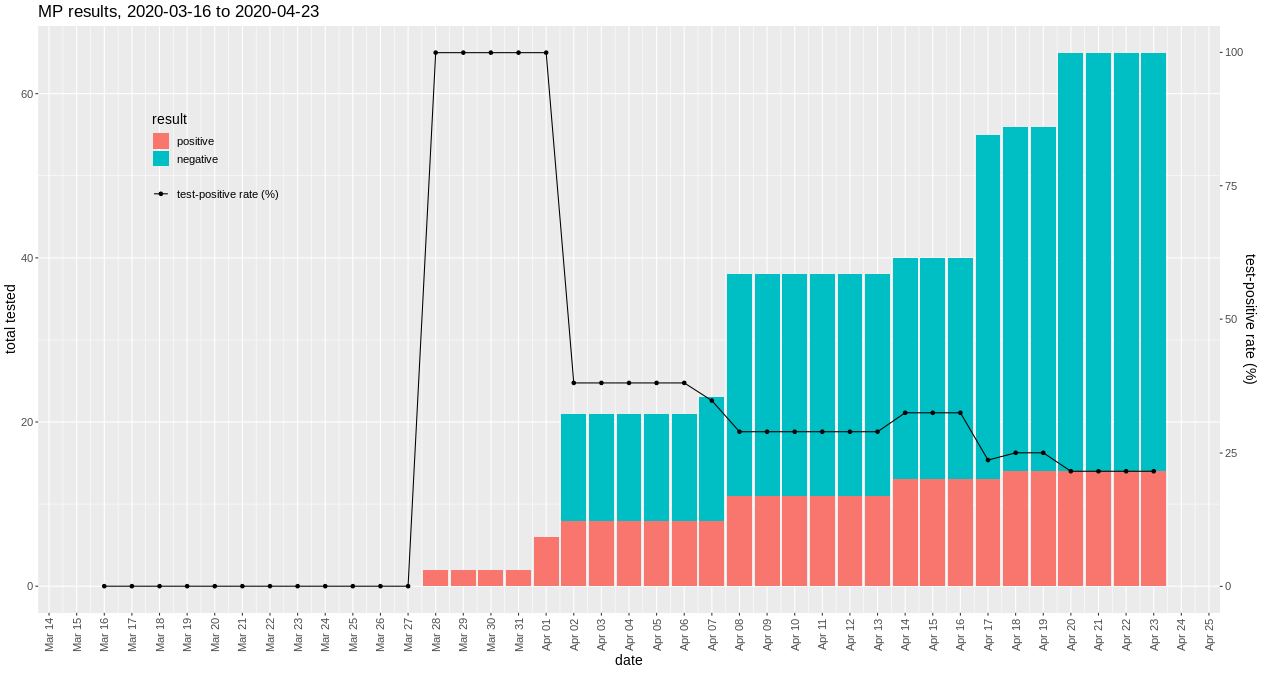 MP results, 2020-03-16 to 2020-04-23
result
positive
negative
test-positive rate (%)
total tested
60
40
20
0
100
75
50
25
0
test-positive rate (%)
Mar 14
Mar 15
Mar 16
Mar 17
Mar 18
Mar 19
Mar 20
Mar 21
Mar 22
Mar 23
Mar 24
Mar 25
Mar 26
Mar 27
Mar 28
Mar 29
Mar 30
Mar 31
Apr 01
Apr 02
Apr 03
Apr 04
Apr 05
Apr 06
Apr 07
Apr 08
Apr 09
Apr 10
Apr 11
Apr 12
Apr 13
Apr 14
Apr 15
Apr 16
Apr 17
Apr 18
Apr 19
Apr 20
Apr 21
Apr 22
Apr 23
Apr 24
Apr 25
date